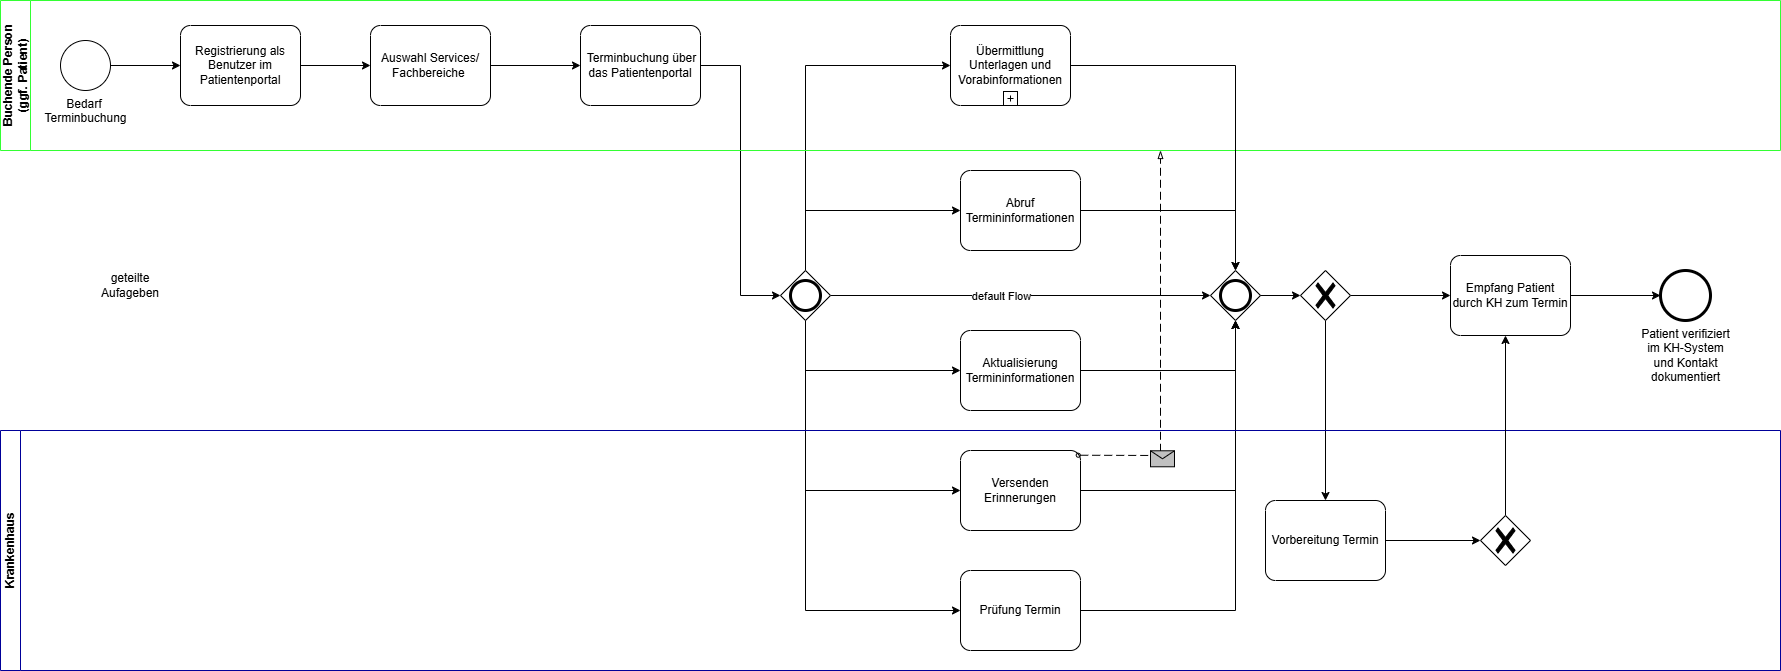 Buchende Person
(ggf. Patient)
Bedarf
Terminbuchung
Registrierung als
Benutzer im
Patientenportal
Auswahl Services/
Fachbereiche
Terminbuchung über
das Patientenportal
Übermittlung
Unterlagen und
Vorabinformationen
geteilte
Aufageben
Abruf
Termininformationen
default Flow
Aktualisierung
Termininformationen
Empfang Patient
durch KH zum Termin
Patient verifiziert
im KH-System
und Kontakt
dokumentiert
Krankenhaus
Versenden
Erinnerungen
Vorbereitung Termin
Prüfung Termin